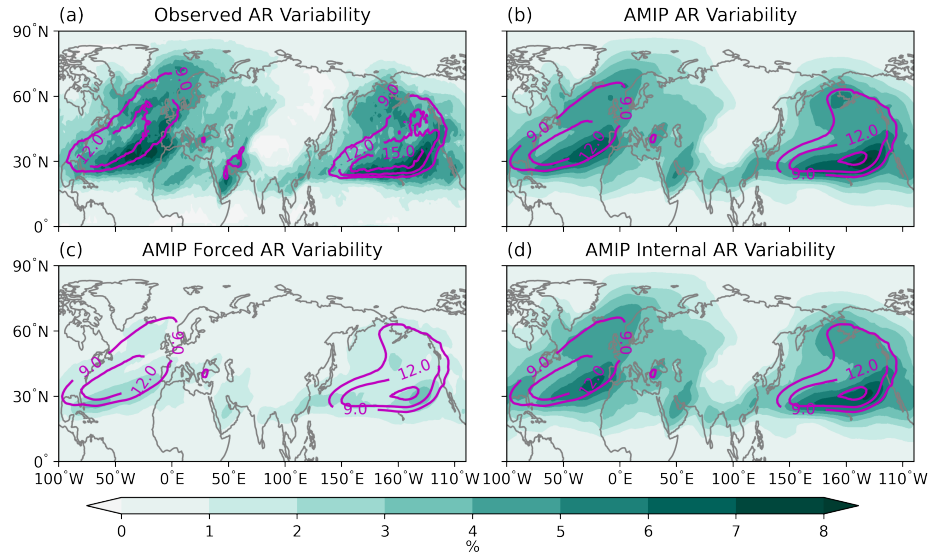 (a) Observed AR Variability
(b) AMIP AR Variability
90°N
60°N
30°N
0°
12.0
9.0
9.0
12.0
15.0
9.0
12.0
9.0
12.0
9.0
(c) AMIP Forced AR Variability
(d) AMIP Internal AR Variability
90°N
60°N
30°N
0°
9.0
12.0
9.0
12.0
9.0
9.0
12.0
9.0
12.0
9.0
100°W 50°W 0°E 50°E 100°E 150°E 160°W 110°W
100°W 50°W 0°E 50°E 100°E 150°E 160°W 110°W
0 1 2 3 4 5 6 7 8
%